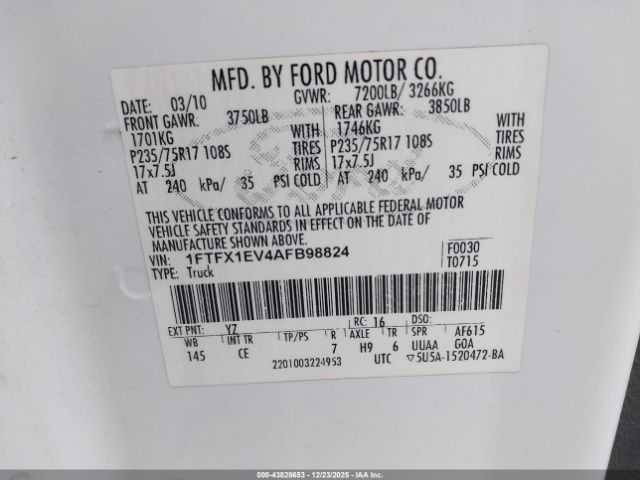 MFD. BY FORD MOTOR CO.
DATE: 03/10 GVWR: 7200LB/ 3266KG
FRONT GAWR: 3750LB REAR GAWR: 3850LB
1701KG WITH 1746KG WITH
P235/75R17 108S TIRES P235/75R17 108S TIRES
17x7.5J RIMS 17x7.5J RIMS
AT 240 kPa/ 35 PSI COLD AT 240 kPa/ 35 PSI COLD
THIS VEHICLE CONFORMS TO ALL APPLICABLE FEDERAL MOTOR
VEHICLE SAFETY STANDARDS IN EFFECT ON THE DATE OF
MANUFACTURE SHOWN ABOVE.
VIN: 1FTFX1EV4AFB98824 F0030
TYPE: Truck T0715
EXT PNT: YZ RC: 16 DSO:
WB INT TR TP/PS R AXLE TR SPR AF615
145 CE 7 H9 6 UUAA GOA
2201003224953 UTC ▽5U5A-1520472-BA
000-43828653 - 12/23/2025 - IAAI.com